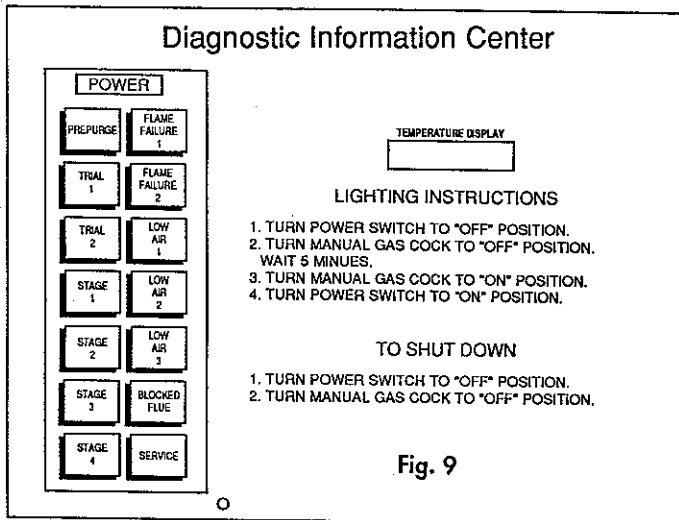 Diagnostic Information Center
POWER
PREPURGE
FLAME
FAILURE
1
TRIAL
1
FLAME
FAILURE
2
TRIAL
2
LOW
AIR
1
STAGE
1
LOW
AIR
2
STAGE
2
LOW
AIR
3
STAGE
3
BLOCKED
FLUE
STAGE
4
SERVICE
TEMPERATURE DISPLAY
LIGHTING INSTRUCTIONS
1. TURN POWER SWITCH TO "OFF" POSITION.
2. TURN MANUAL GAS COCK TO "OFF" POSITION.
WAIT 5 MINUES.
3. TURN MANUAL GAS COCK TO "ON" POSITION.
4. TURN POWER SWITCH TO "ON" POSITION.
TO SHUT DOWN
1. TURN POWER SWITCH TO "OFF" POSITION.
2. TURN MANUAL GAS COCK TO "OFF" POSITION.
Fig. 9